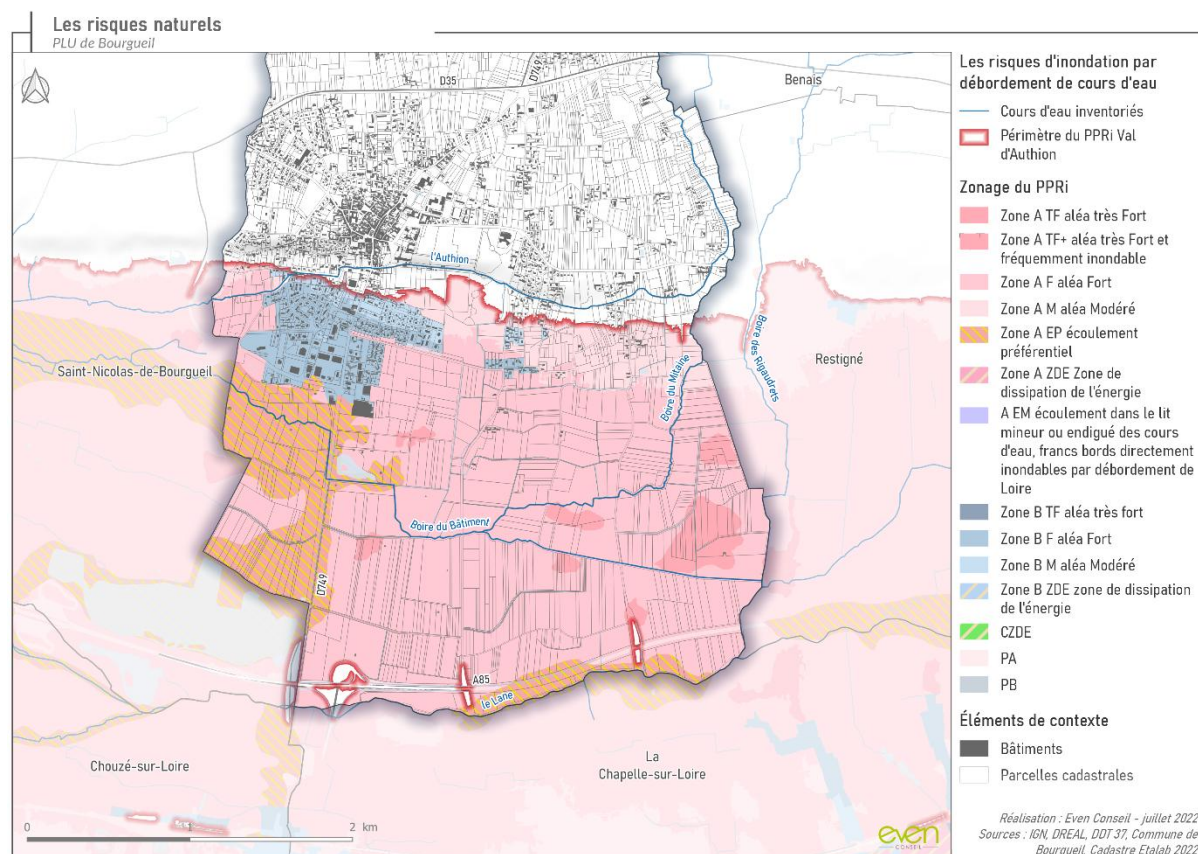 Les risques naturels
PLU de Bourgueil
D749
D35
Benais
l'Authion
Boire des Rigaudrets
Saint-Nicolas-de-Bourgueil
Restigné
Boire du Mitaine
Boire du Bâtiment
D749
A85
le Lane
Chouzé-sur-Loire
La
Chapelle-sur-Loire
0 1 2 km
even
CONSEIL
Les risques d'inondation par
débordement de cours d'eau
Cours d'eau inventoriés
Périmètre du PPRi Val
d'Authion
Zonage du PPRi
Zone A TF aléa très Fort
Zone A TF+ aléa très Fort et
fréquemment inondable
Zone A F aléa Fort
Zone A M aléa Modéré
Zone A EP écoulement
préférentiel
Zone A ZDE Zone de
dissipation de l'énergie
A EM écoulement dans le lit
mineur ou endigué des cours
d'eau, francs bords directement
inondables par débordement de
Loire
Zone B TF aléa très fort
Zone B F aléa Fort
Zone B M aléa Modéré
Zone B ZDE zone de dissipation
de l'énergie
CZDE
PA
PB
Éléments de contexte
Bâtiments
Parcelles cadastrales
Réalisation : Even Conseil - juillet 2022
Sources : IGN, DREAL, DDT 37, Commune de
Bourgueil, Cadastre Etalab 2022